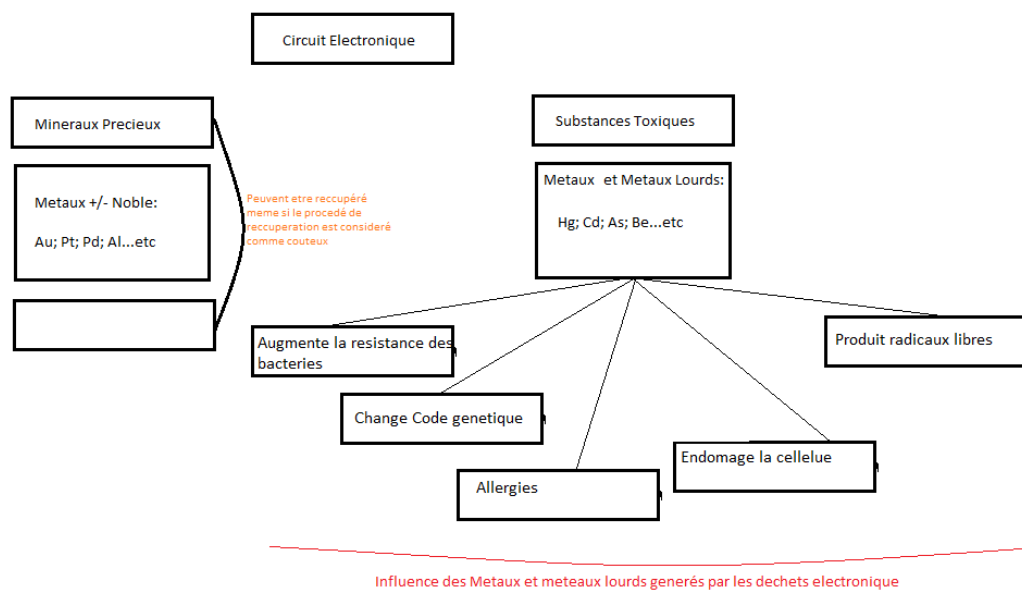 Circuit Electronique
Mineraux Precieux
Substances Toxiques
Metaux +/- Noble:
Au; Pt; Pd; Al...etc
Peuvent etre reccupéré
meme si le procedé de
reccuperation est consideré
comme couteux
Metaux et Metaux Lourds:
Hg; Cd; As; Be...etc
Augmente la resistance des
bacteries
Produit radicaux libres
Change Code genetique
Endomage la cellelue
Allergies
Influence des Metaux et meteaux lourds generés par les dechets electronique